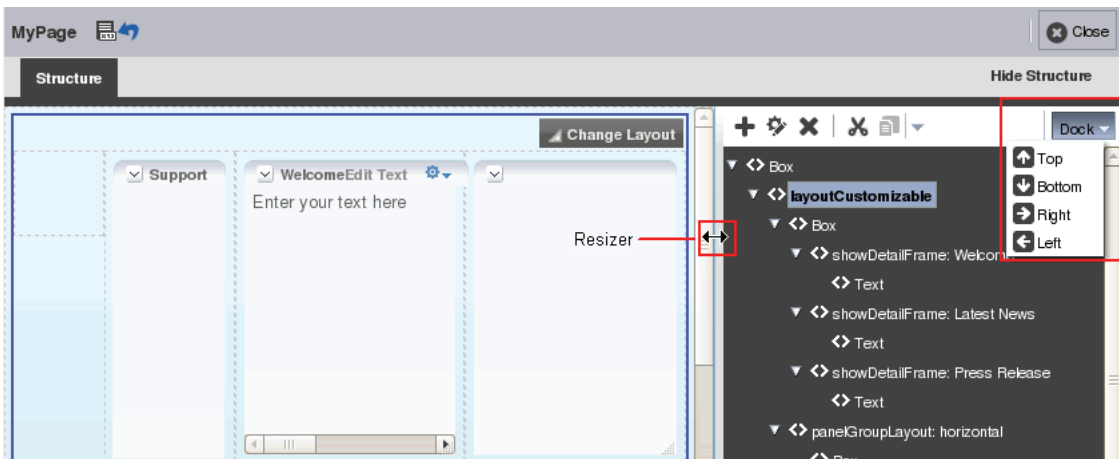 MyPage
Close
Structure
Hide Structure
Change Layout
Dock
Support
WelcomeEdit Text
Enter your text here
Resizer
Top
Bottom
Right
Left
Box
layoutCustomizable
Box
showDetailFrame: Welcome
Text
showDetailFrame: Latest News
Text
showDetailFrame: Press Release
Text
panelGroupLayout: horizontal
Box